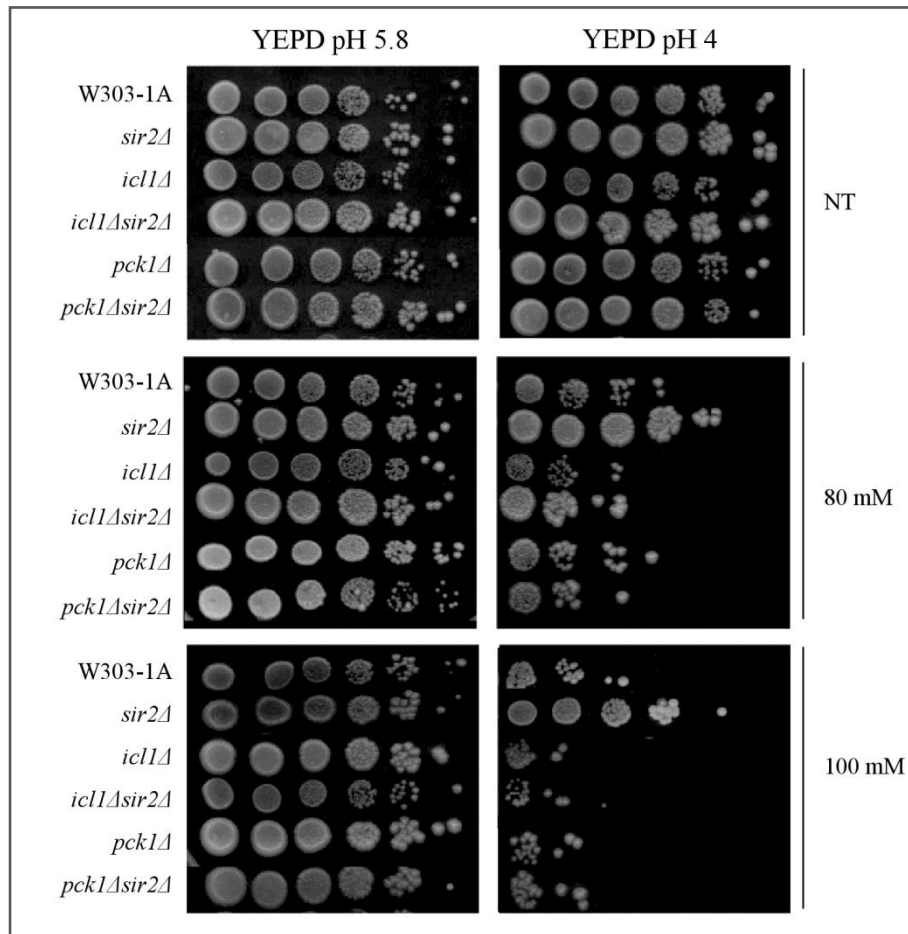 YEPD pH 5.8 YEPD pH 4
W303-1A
sir2Δ
icl1Δ
icl1Δsir2Δ
pck1Δ
pck1Δsir2Δ
NT
W303-1A
sir2Δ
icl1Δ
icl1Δsir2Δ
pck1Δ
pck1Δsir2Δ
80 mM
W303-1A
sir2Δ
icl1Δ
icl1Δsir2Δ
pck1Δ
pck1Δsir2Δ
100 mM